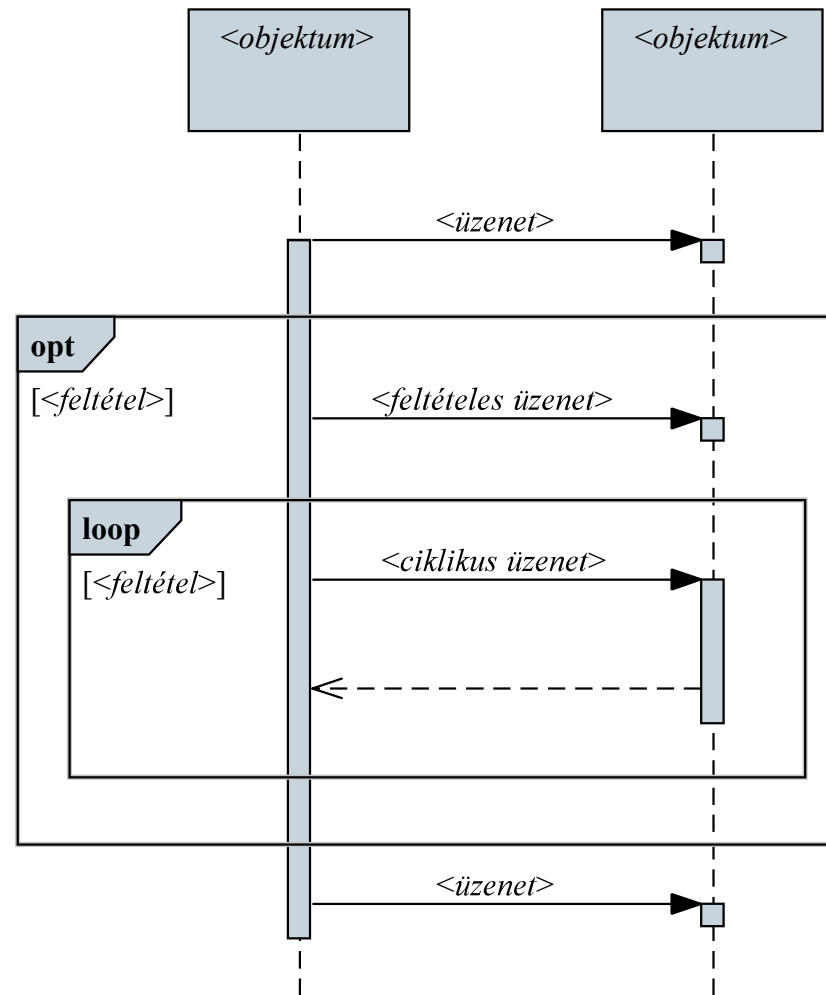 <objektum>
<objektum>
<üzenet>
opt
[<feltétel>]
<feltételes üzenet>
loop
<ciklikus üzenet>
[<feltétel>]
<üzenet>